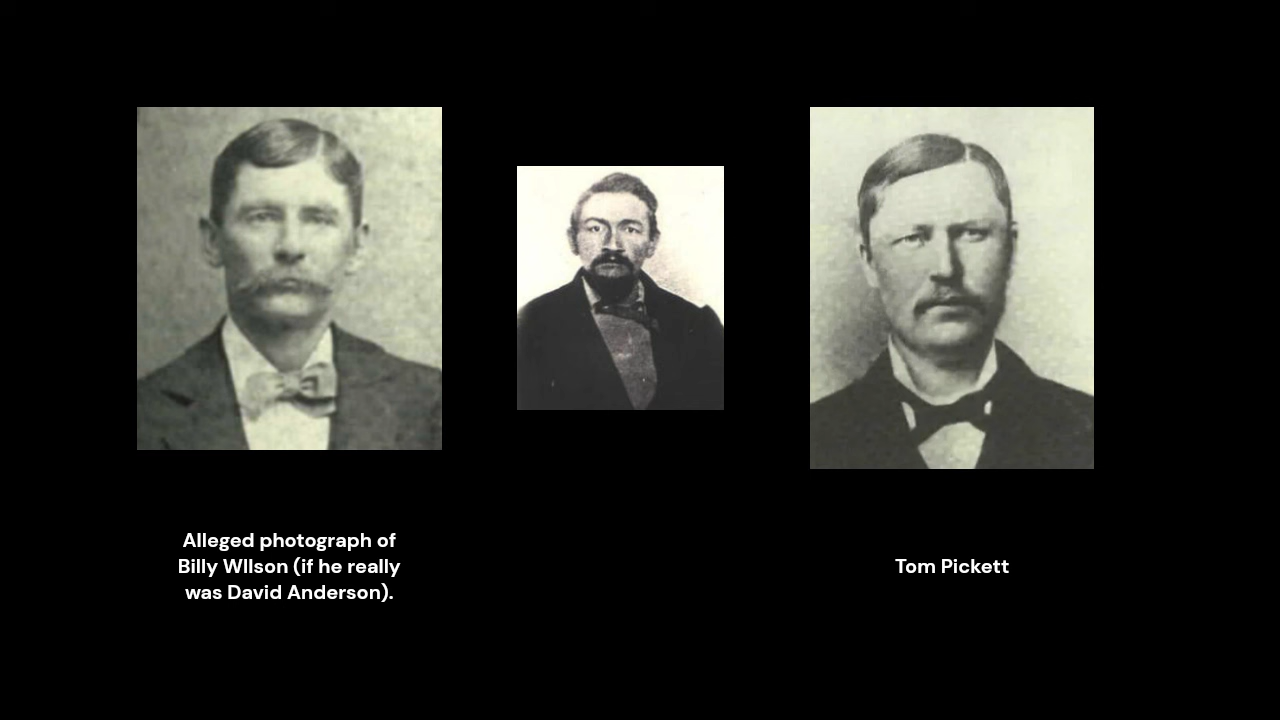 Alleged photograph of
Billy WIlson (if he really
was David Anderson).
Tom Pickett